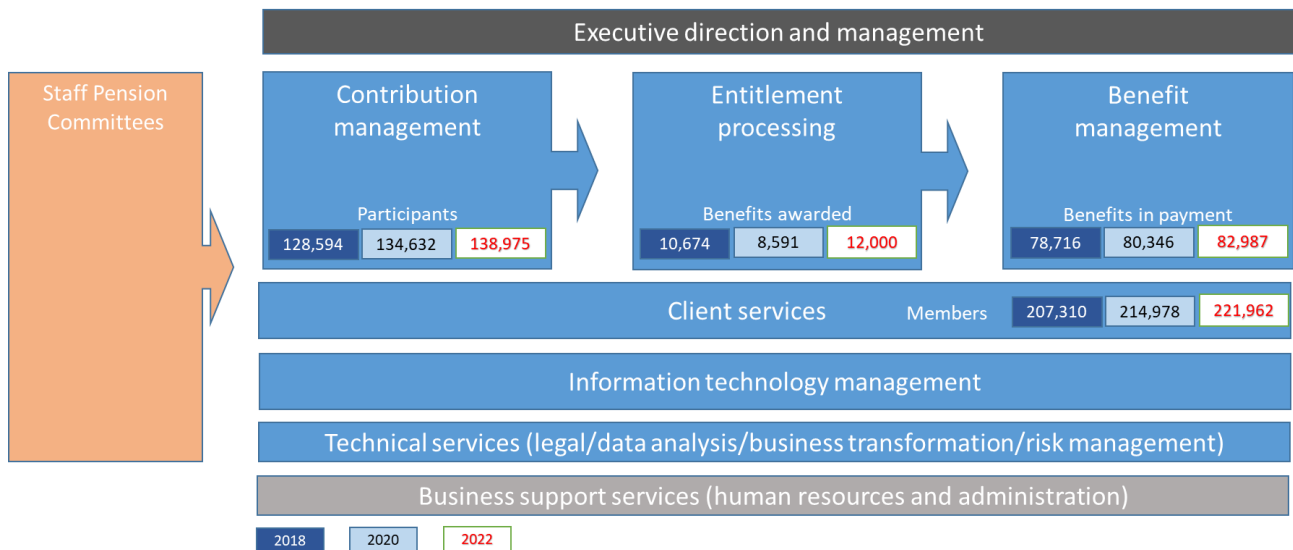 Executive direction and management
Staff Pension
Committees
Contribution
management
Participants
128,594 134,632 138,975
Entitlement
processing
Benefits awarded
10,674 8,591 12,000
Benefit
management
Benefits in payment
78,716 80,346 82,987
Client services Members 207,310 214,978 221,962
Information technology management
Technical services (legal/data analysis/business transformation/risk management)
Business support services (human resources and administration)
2018 2020 2022